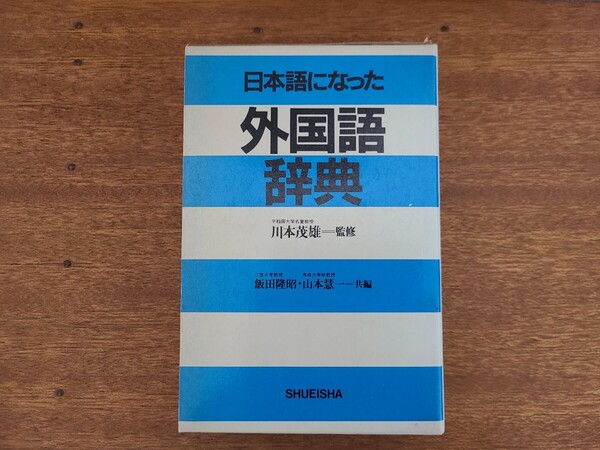 日本語になった
外国語
辞典
川本茂雄＝監修
飯田隆昭・山本慧一＝共編
SHUEISHA